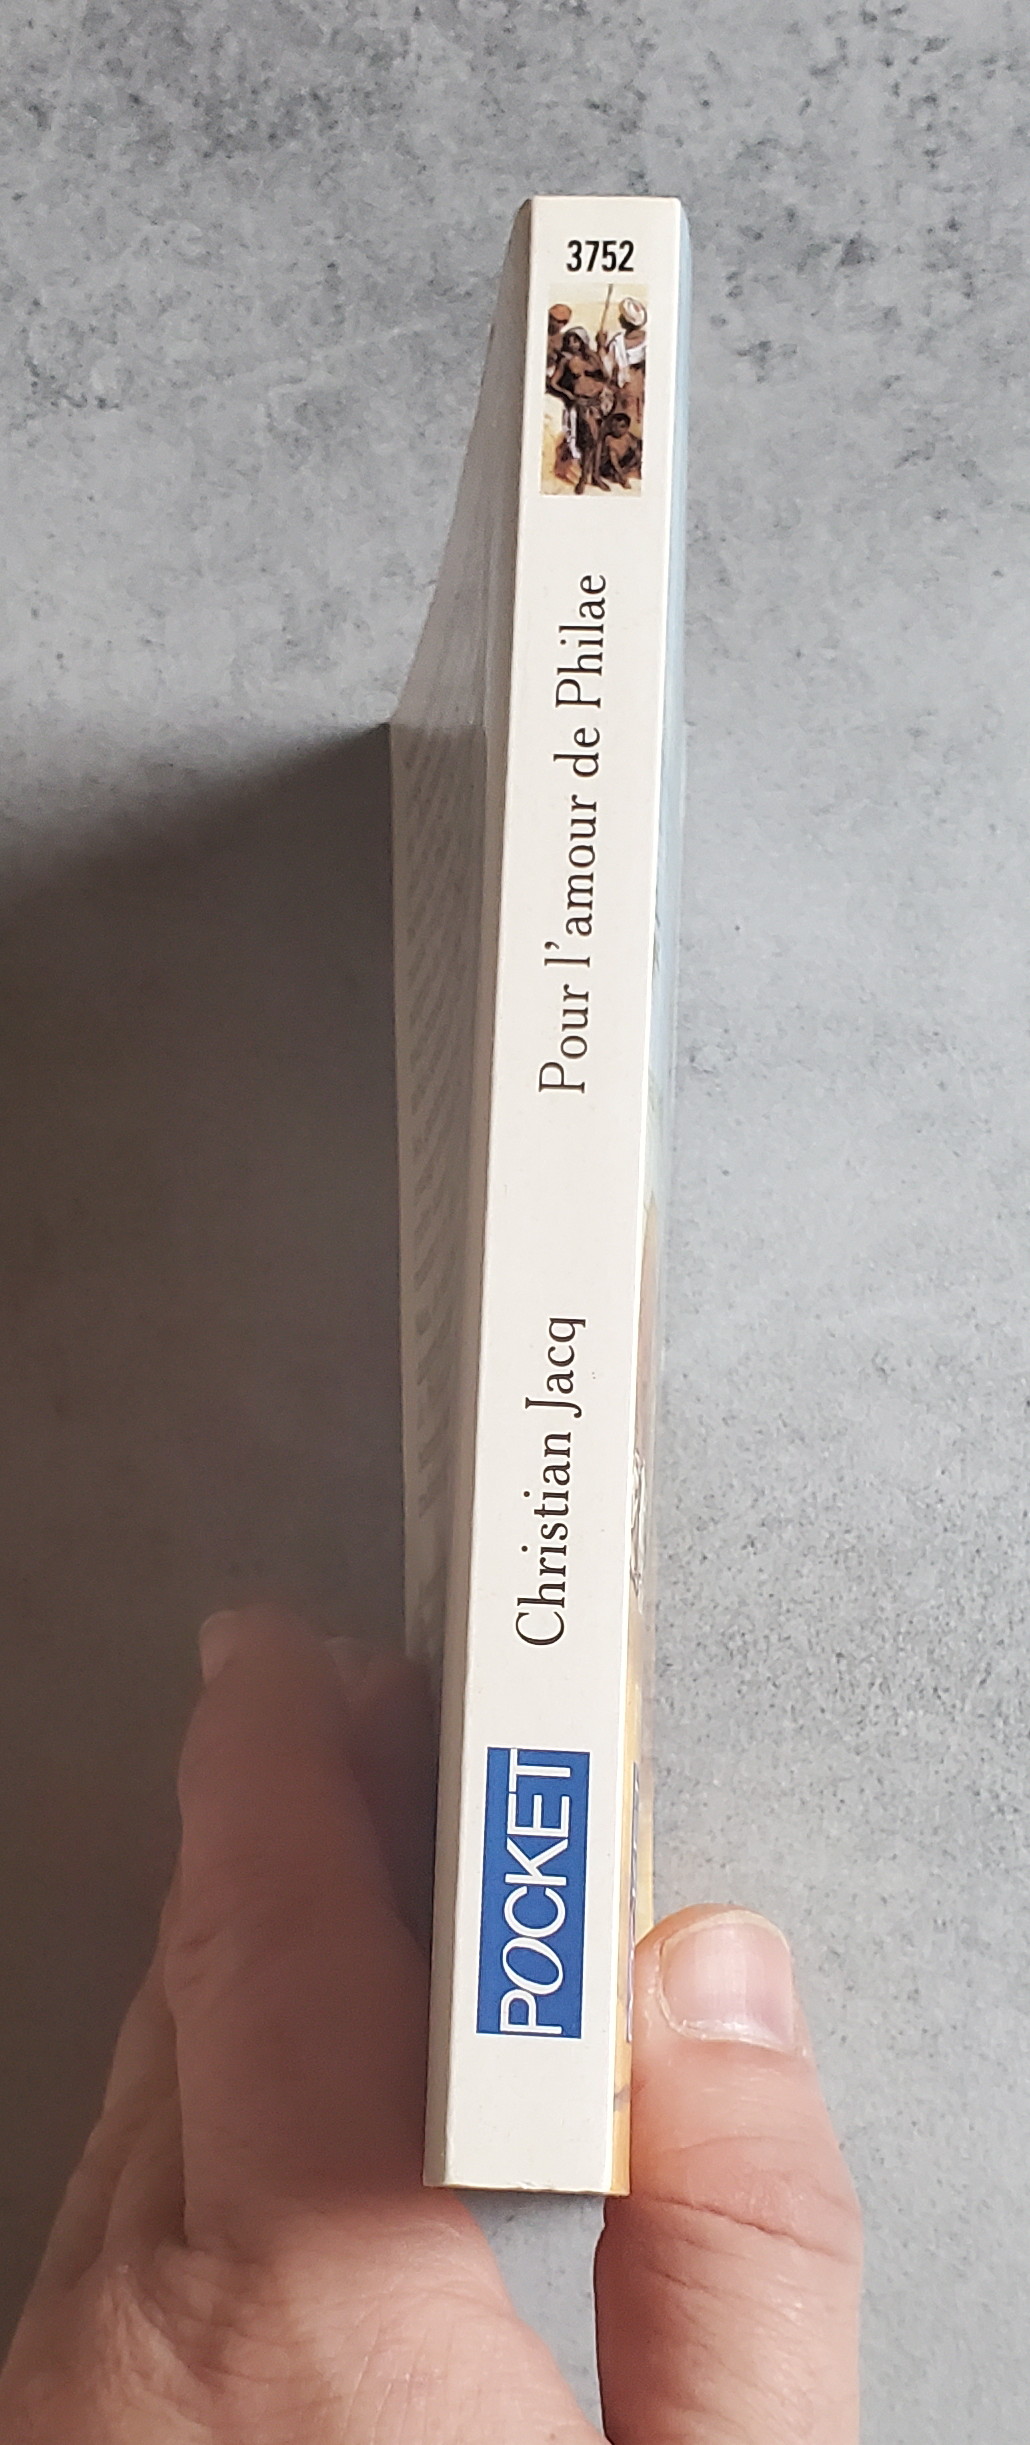 3752
Pour l'amour de Philae
Christian Jacq
POCKET